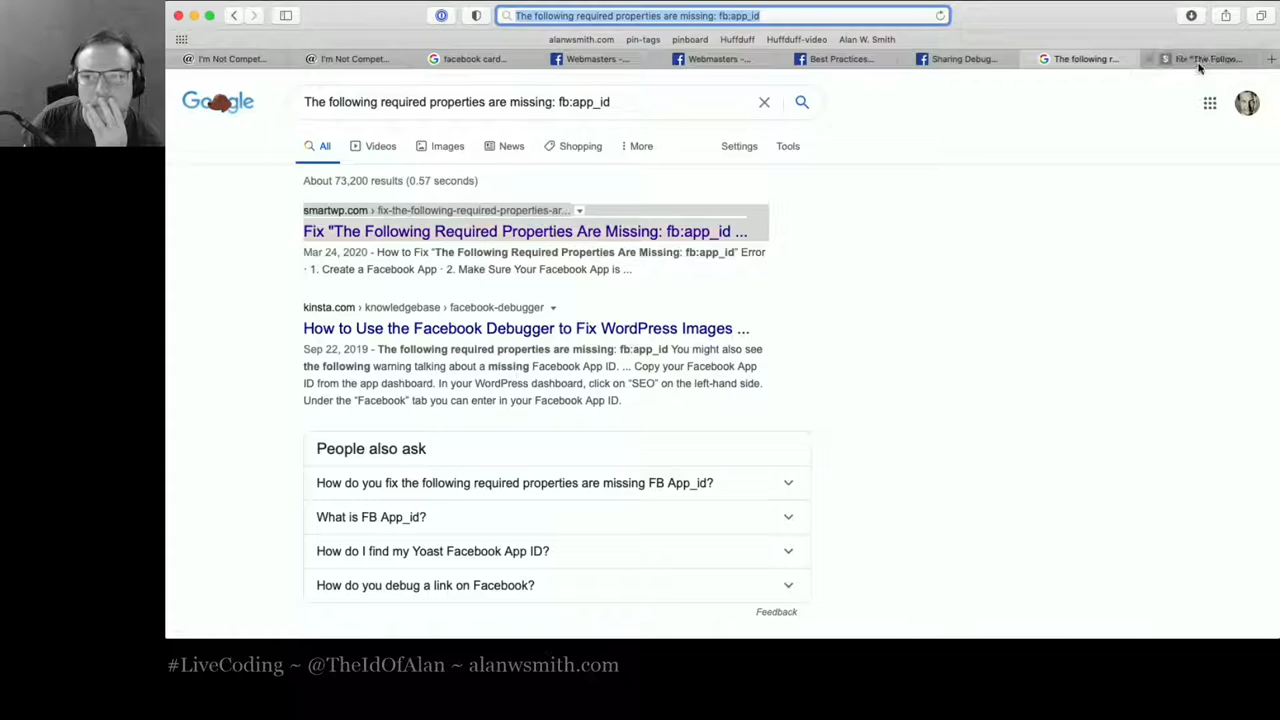 The following required properties are missing: fb:app_id
alanwsmith.com pin-tags pinboard Huffduff Huffduff-video Alan W. Smith
I'm Not Compet... I'm Not Compet... facebook card... Webmasters -... Webmasters -... Best Practices... Sharing Debug... The following r... Fix "The Follow...
Google
The following required properties are missing: fb:app_id
All Videos Images News Shopping More Settings Tools
About 73,200 results (0.57 seconds)
smartwp.com › fix-the-following-required-properties-ar...
Fix "The Following Required Properties Are Missing: fb:app_id ...
Mar 24, 2020 - How to Fix “The Following Required Properties Are Missing: fb:app_id” Error
· 1. Create a Facebook App · 2. Make Sure Your Facebook App is ...
kinsta.com › knowledgebase › facebook-debugger
How to Use the Facebook Debugger to Fix WordPress Images ...
Sep 22, 2019 - The following required properties are missing: fb:app_id You might also see
the following warning talking about a missing Facebook App ID. ... Copy your Facebook App
ID from the app dashboard. In your WordPress dashboard, click on “SEO” on the left-hand side.
Under the “Facebook” tab you can enter in your Facebook App ID.
People also ask
How do you fix the following required properties are missing FB App_id?
What is FB App_id?
How do I find my Yoast Facebook App ID?
How do you debug a link on Facebook?
Feedback
#LiveCoding ~ @TheIdOfAlan ~ alanwsmith.com